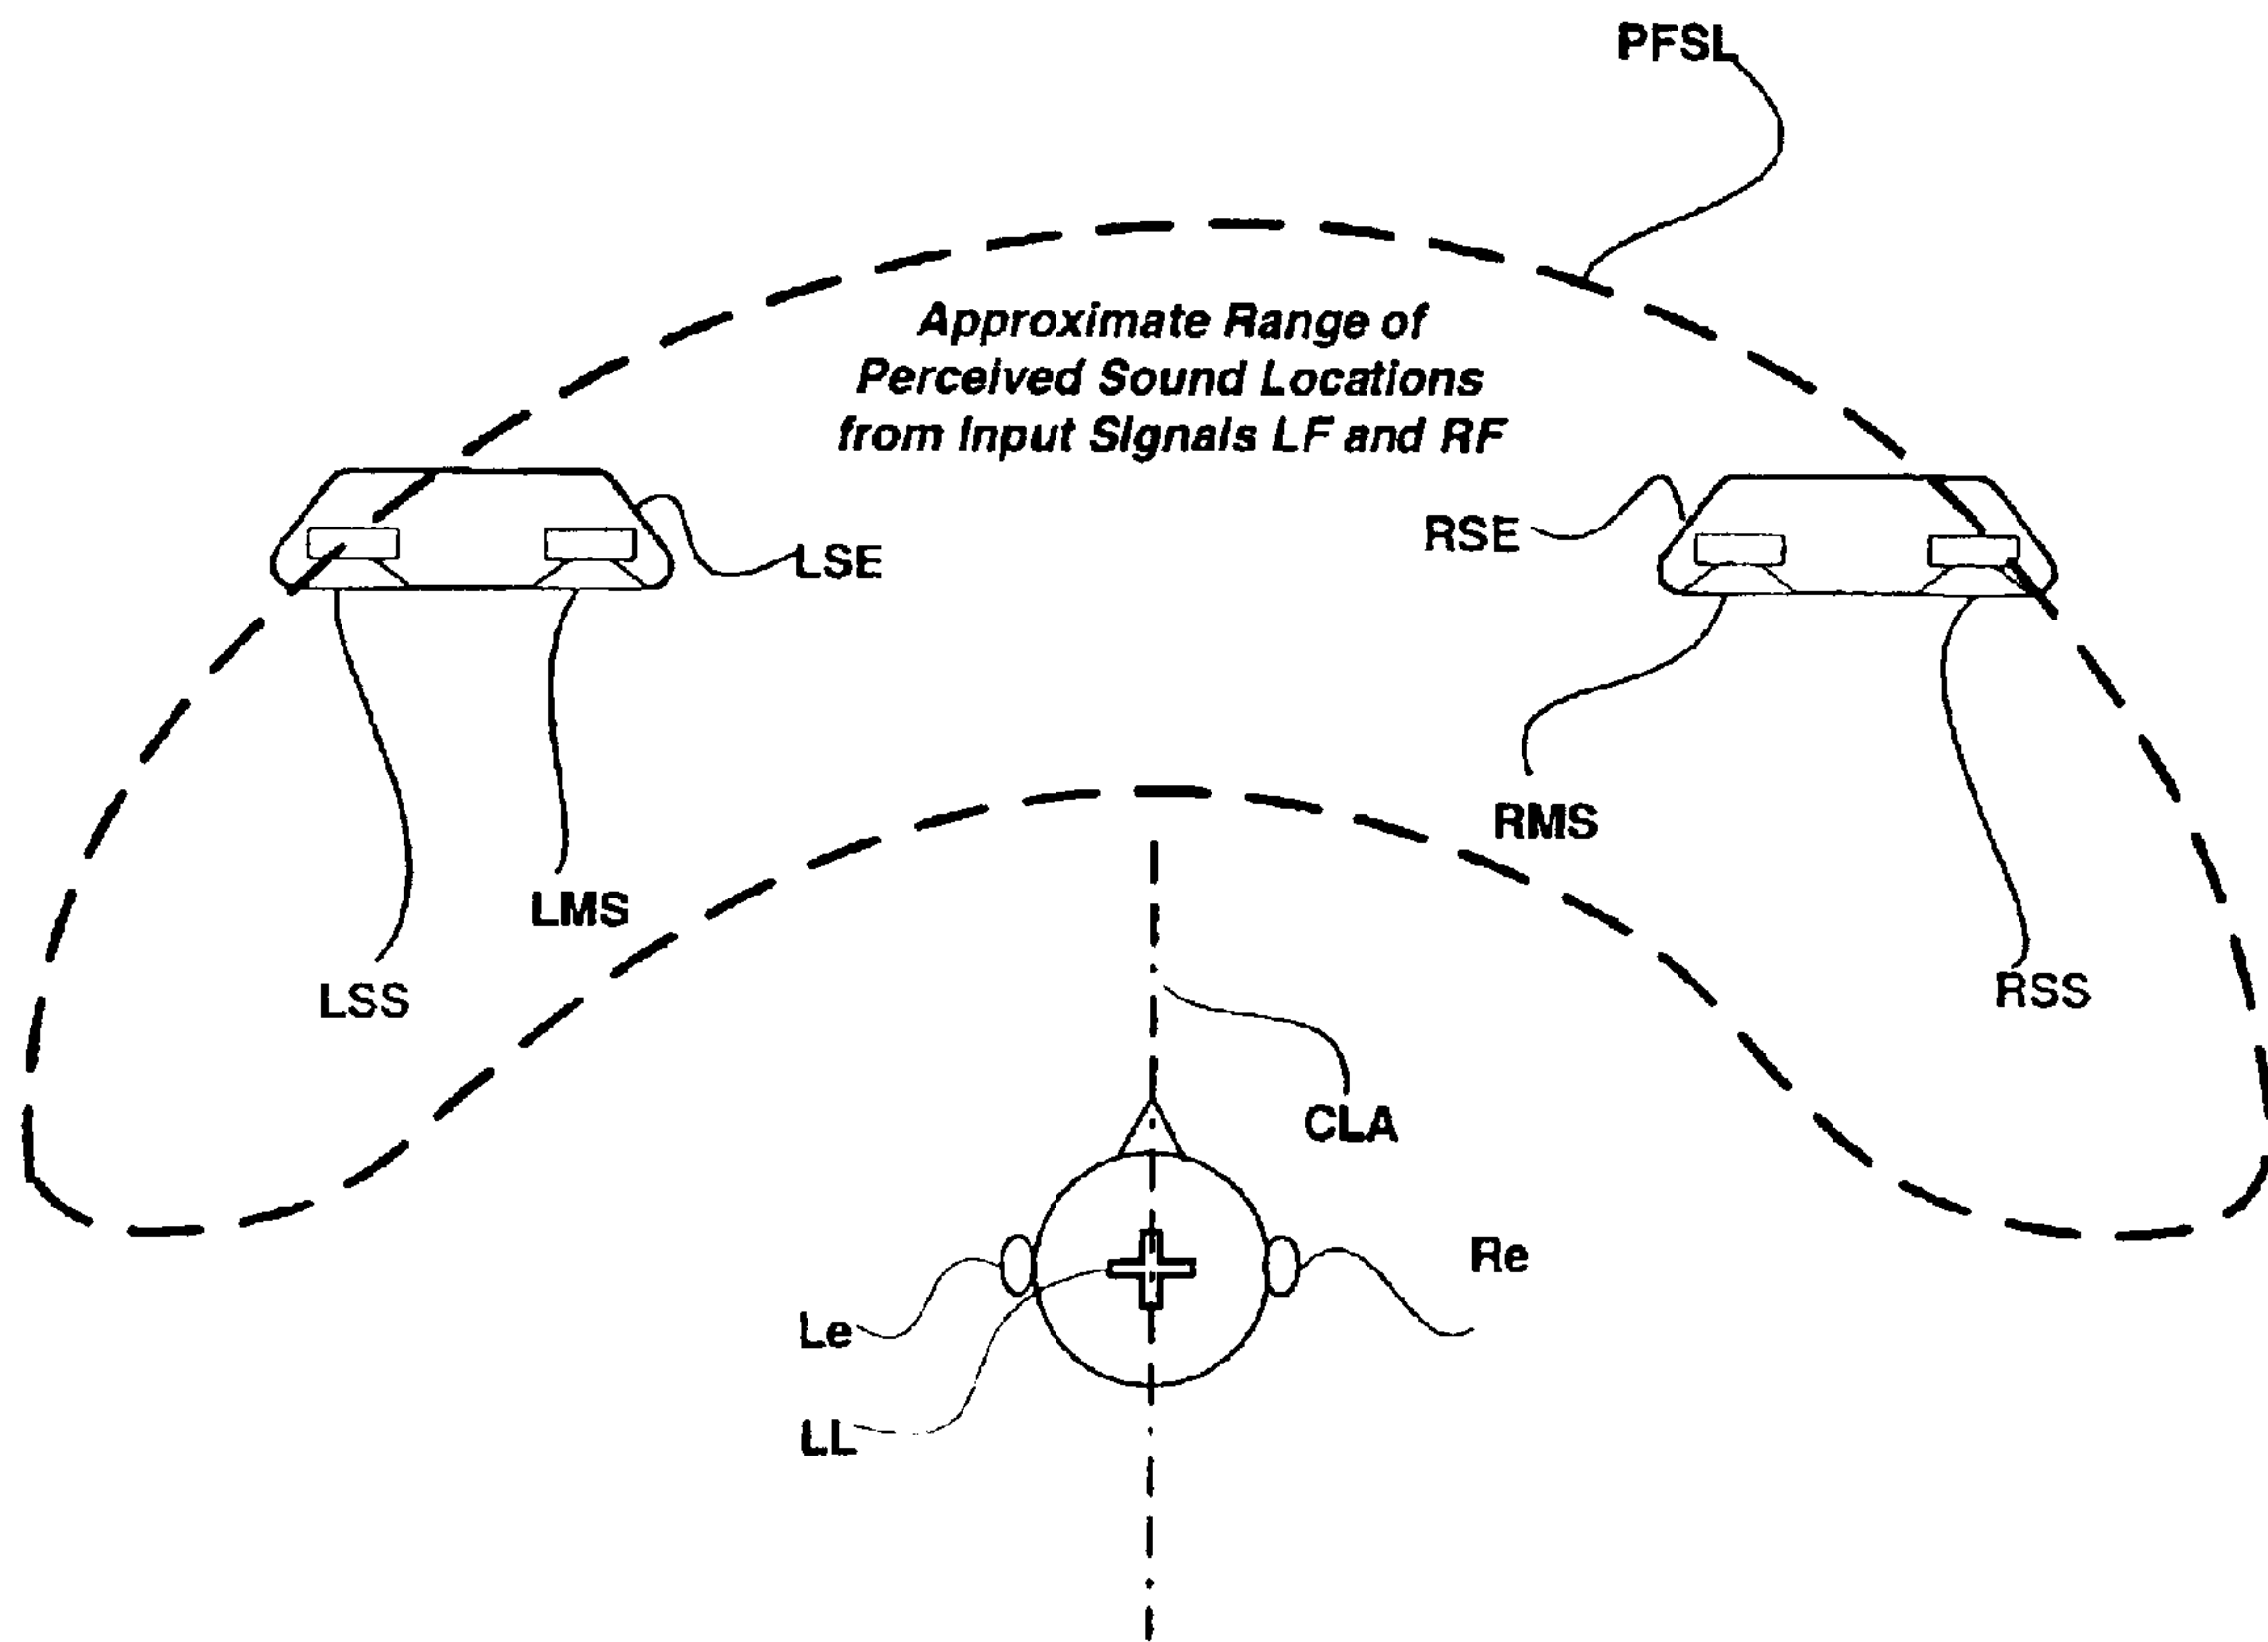 PFSL
Approximate Range of
Perceived Sound Locations
from Input Signals LF and RF
LSE
RSE
RMS
LMS
LSS
RSS
CLA
Re
Le
LL